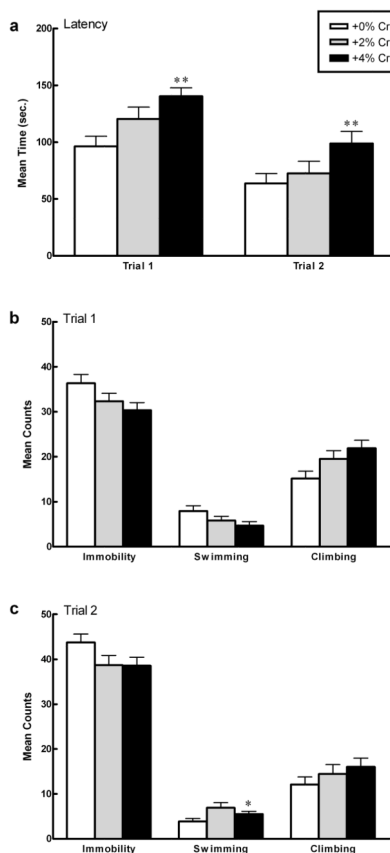 a Latency
+0% Cr
+2% Cr
+4% Cr
Mean Time (sec.)
200
150
100
50
0
**
**
Trial 1 Trial 2
b Trial 1
Mean Counts
50
40
30
20
10
0
Immobility Swimming Climbing
c Trial 2
Mean Counts
50
40
30
20
10
0
*
Immobility Swimming Climbing